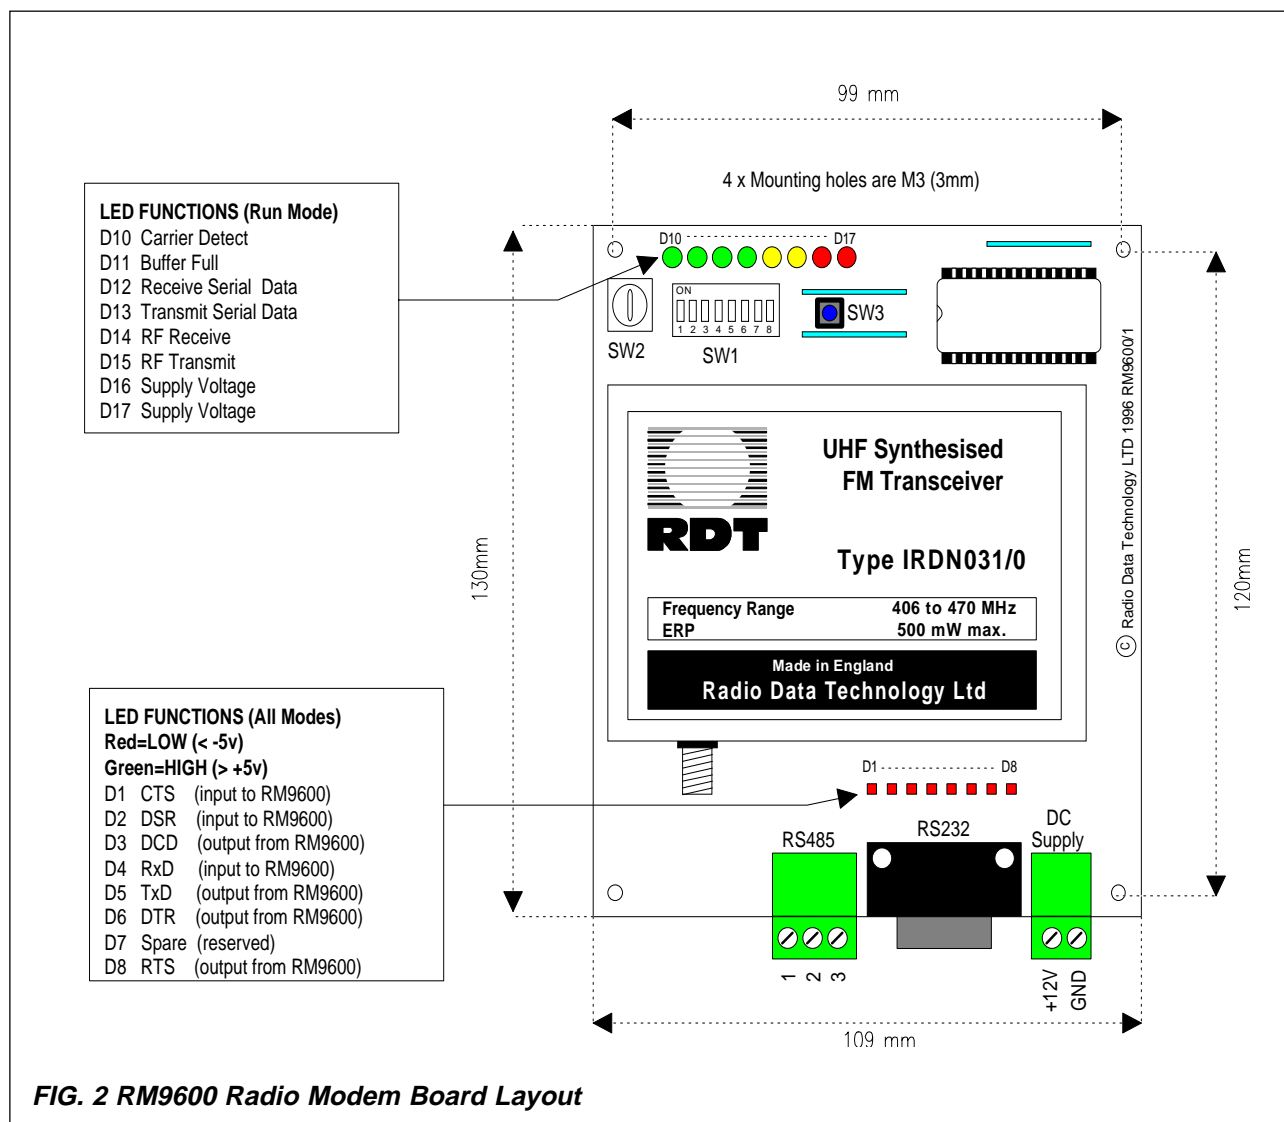 99 mm
4 x Mounting holes are M3 (3mm)
LED FUNCTIONS (Run Mode)
D10 Carrier Detect
D11 Buffer Full
D12 Receive Serial Data
D13 Transmit Serial Data
D14 RF Receive
D15 RF Transmit
D16 Supply Voltage
D17 Supply Voltage
D10 D17
ON
1 2 3 4 5 6 7 8
SW2
SW1
SW3
© Radio Data Technology LTD 1996 RM9600/1
130mm
120mm
RDT
UHF Synthesised
FM Transceiver
Type IRDN031/0
Frequency Range 406 to 470 MHz
ERP 500 mW max.
Made in England
Radio Data Technology Ltd
LED FUNCTIONS (All Modes)
Red=LOW (< -5v)
Green=HIGH (> +5v)
D1 CTS (input to RM9600)
D2 DSR (input to RM9600)
D3 DCD (output from RM9600)
D4 RxD (input to RM9600)
D5 TxD (output from RM9600)
D6 DTR (output from RM9600)
D7 Spare (reserved)
D8 RTS (output from RM9600)
D1 D8
RS485
RS232
DC
Supply
1 2 3
+12V
GND
109 mm
FIG. 2 RM9600 Radio Modem Board Layout